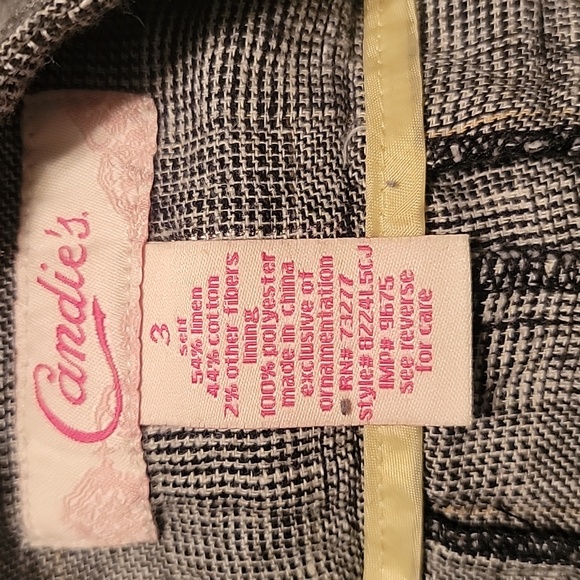 Candie's.
3
self
54% linen
44% cotton
2% other fibers
lining
100% polyester
made in china
exclusive of
ornamentation
RN# 73277
style# 8224L5CJ
IMP# 9675
see reverse
for care